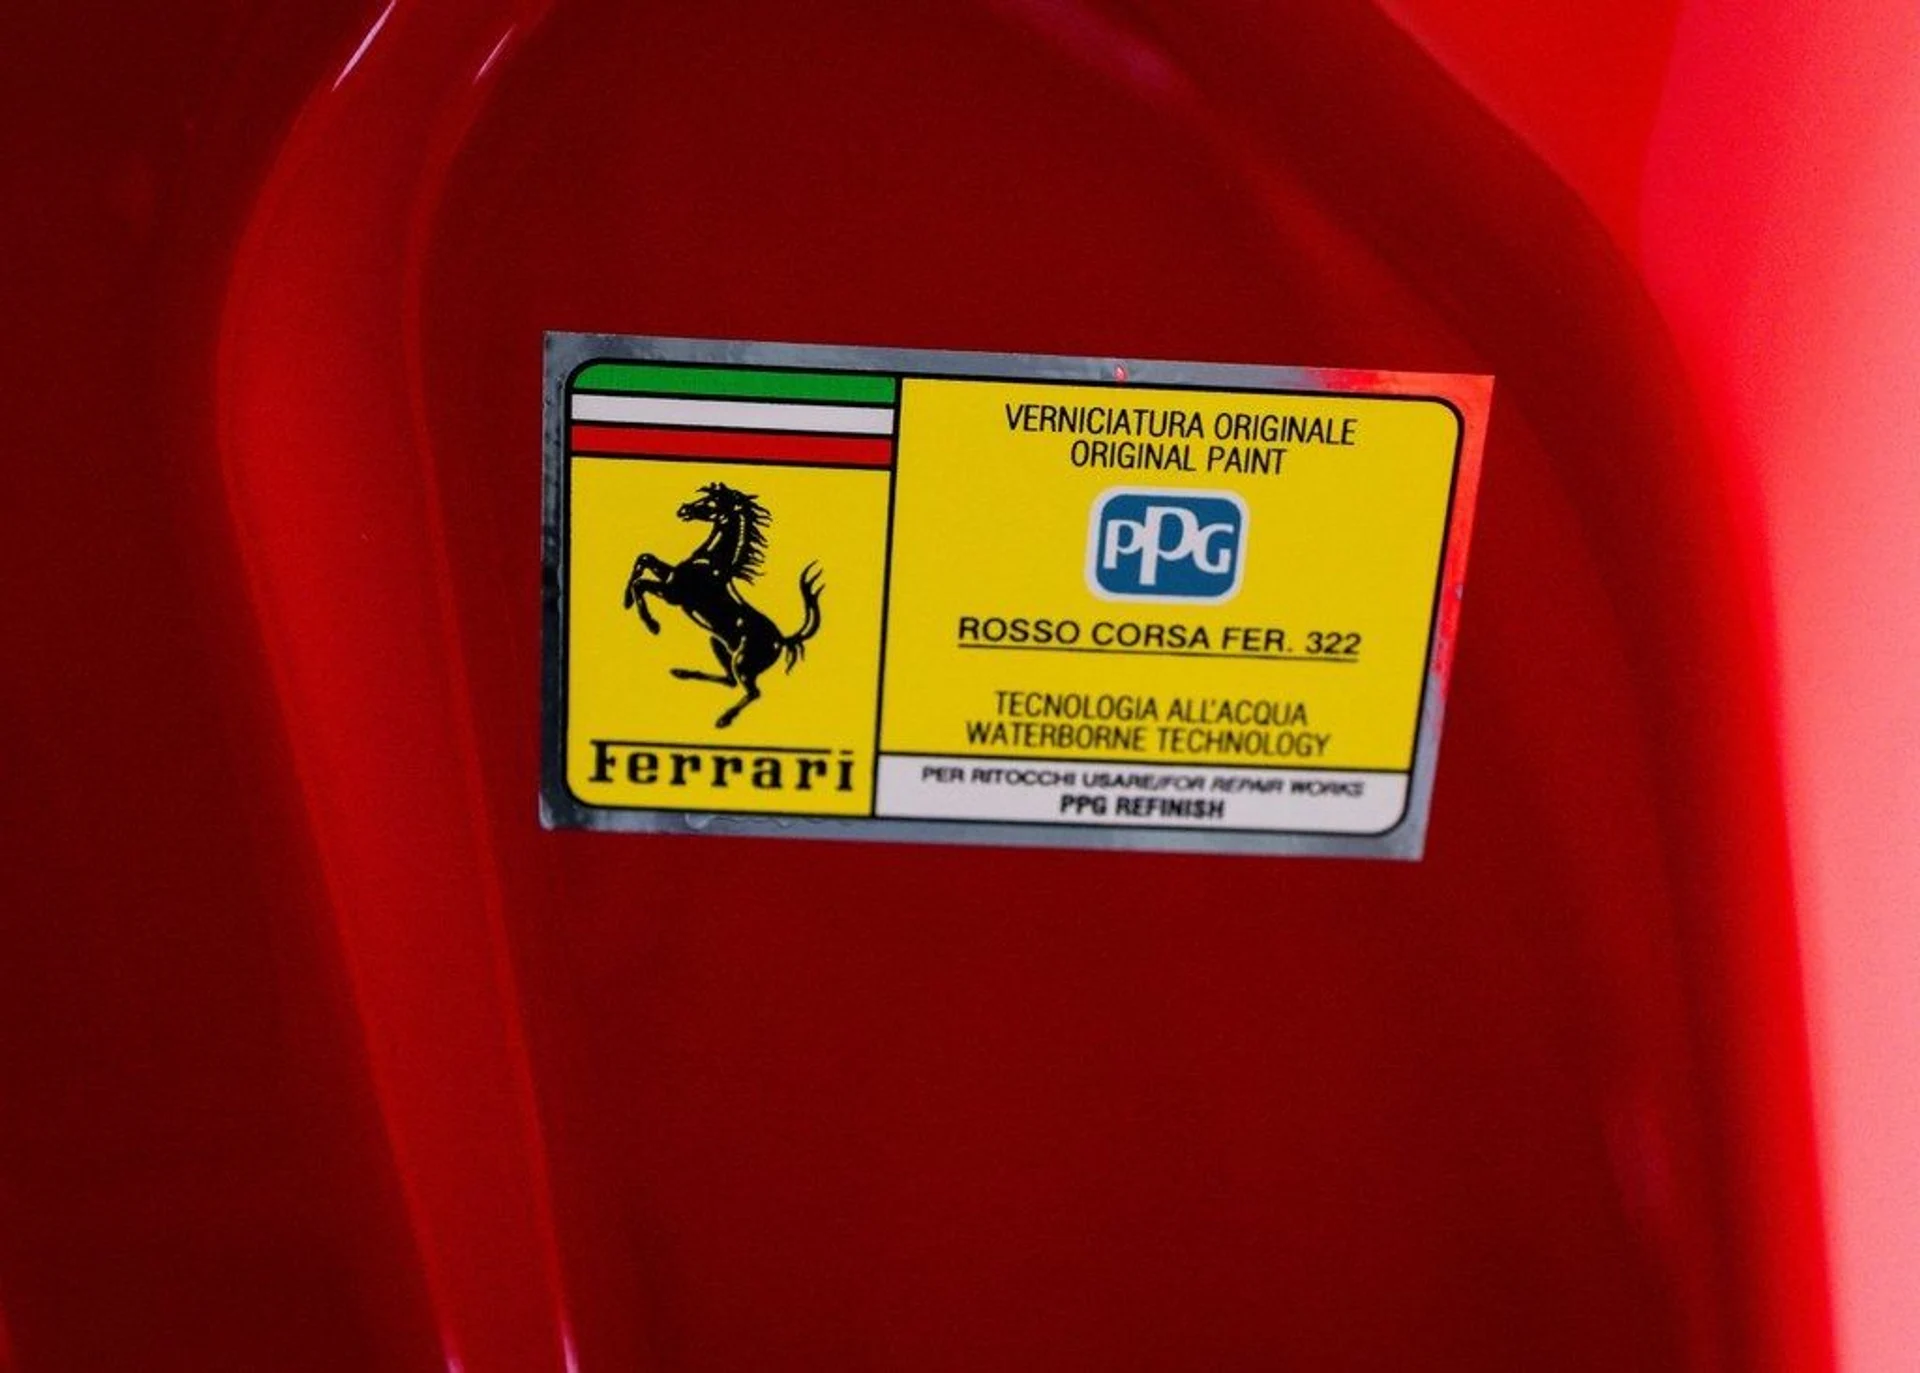 VERNICIATURA ORIGINALE
ORIGINAL PAINT
PPG
ROSSO CORSA FER. 322
TECNOLOGIA ALL'ACQUA
WATERBORNE TECHNOLOGY
Ferrari
PER RITOCCHI USARE/FOR REPAIR WORKS
PPG REFINISH